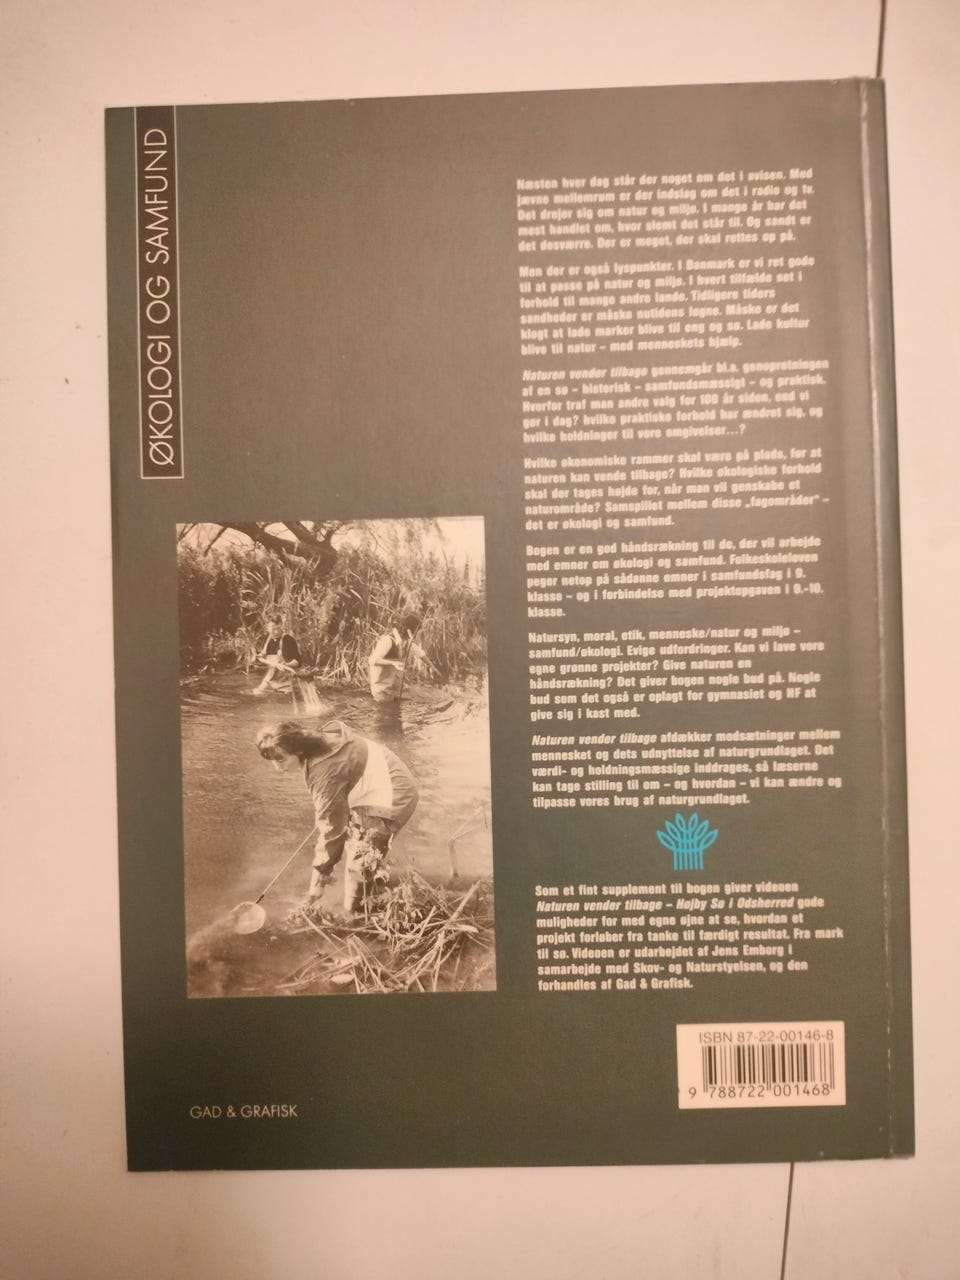 ØKOLOGI OG SAMFUND
Næsten hver dag står der noget om det i avisen. Med
jævne mellemrum er der indslag om det i radio og tv.
Det drejer sig om natur og miljø. I mange år har det
mest handlet om, hvor slemt det står til. Og sandt er
det desværre. Der er meget, der skal rettes op på.
Men der er også lyspunkter. I Danmark er vi ret gode
til at passe på natur og miljø. I hvert tilfælde set i
forhold til mange andre lande. Tidligere tiders
sandheder er måske nutidens løgne. Måske er det
klogt at lade marker blive til eng og sø. Lade kultur
blive til natur – med menneskets hjælp.
Naturen vender tilbage gennemgår bl.a. genopretningen
af en sø – historisk – samfundsmæssigt – og praktisk.
Hvorfor traf man andre valg for 100 år siden, end vi
gør i dag? hvilke praktiske forhold har ændret sig, og
hvilke holdninger til vore omgivelser...?
Hvilke økonomiske rammer skal være på plads, for at
naturen kan vende tilbage? Hvilke økologiske forhold
skal der tages højde for, når man vil genskabe et
naturområde? Samspillet mellem disse „fagområder“ –
det er økologi og samfund.
Bogen er en god håndsrækning til de, der vil arbejde
med emner om økologi og samfund. Folkeskoleloven
peger netop på sådanne emner i samfundsfag i 9.
klasse – og i forbindelse med projektopgaven i 9.-10.
klasse.
Natursyn, moral, etik, menneske/natur og miljø –
samfund/økologi. Evige udfordringer. Kan vi lave vore
egne grønne projekter? Give naturen en
håndsrækning? Det giver bogen nogle bud på. Nogle
bud som det også er oplagt for gymnasiet og HF at
give sig i kast med.
Naturen vender tilbage afdækker modsætninger mellem
mennesket og dets udnyttelse af naturgrundlaget. Det
værdi- og holdningsmæssige inddrages, så læserne
kan tage stilling til om – og hvordan – vi kan ændre og
tilpasse vores brug af naturgrundlaget.
Som et fint supplement til bogen giver videoen
Naturen vender tilbage – Højby Sø i Odsherred gode
muligheder for med egne øjne at se, hvordan et
projekt forløber fra tanke til færdigt resultat. Fra mark
til sø. Videoen er udarbejdet af Jens Emborg i
samarbejde med Skov- og Naturstyelsen, og den
forhandles af Gad & Grafisk.
ISBN 87-22-00146-8
9 788722 001468
GAD & GRAFISK